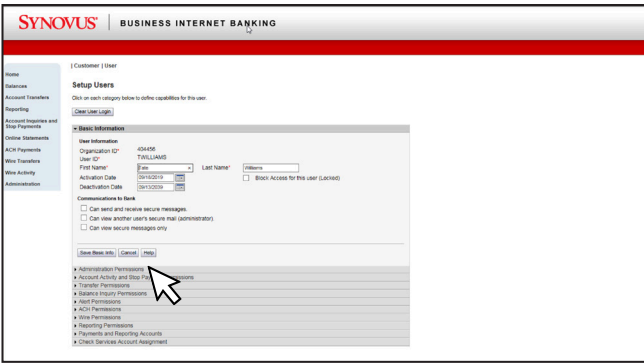 SYNOVUS® | BUSINESS INTERNET BANKING
| Customer | User
Home
Balances
Account Transfers
Reporting
Account Inquiries and
Stop Payments
Online Statements
ACH Payments
Wire Transfers
Wire Activity
Administration
Setup Users
Click on each category below to define capabilities for this user.
Clear User Login
Basic Information
User Information
Organization ID* 404456
User ID* TWILLIAMS
First Name* Last Name* Williams
Activation Date 09/16/2019 Block Access for this user (Locked)
Deactivation Date 09/13/2039
Communications to Bank
Can send and receive secure messages.
Can view another user's secure mail (administrator).
Can view secure messages only
Save Basic Info Cancel Help
Administration Permissions
Account Activity and Stop
Transfer Permissions
Balance Inquiry Permissions
Alert Permissions
ACH Permissions
Wire Permissions
Reporting Permissions
Payments and Reporting Accounts
Check Services Account Assignment